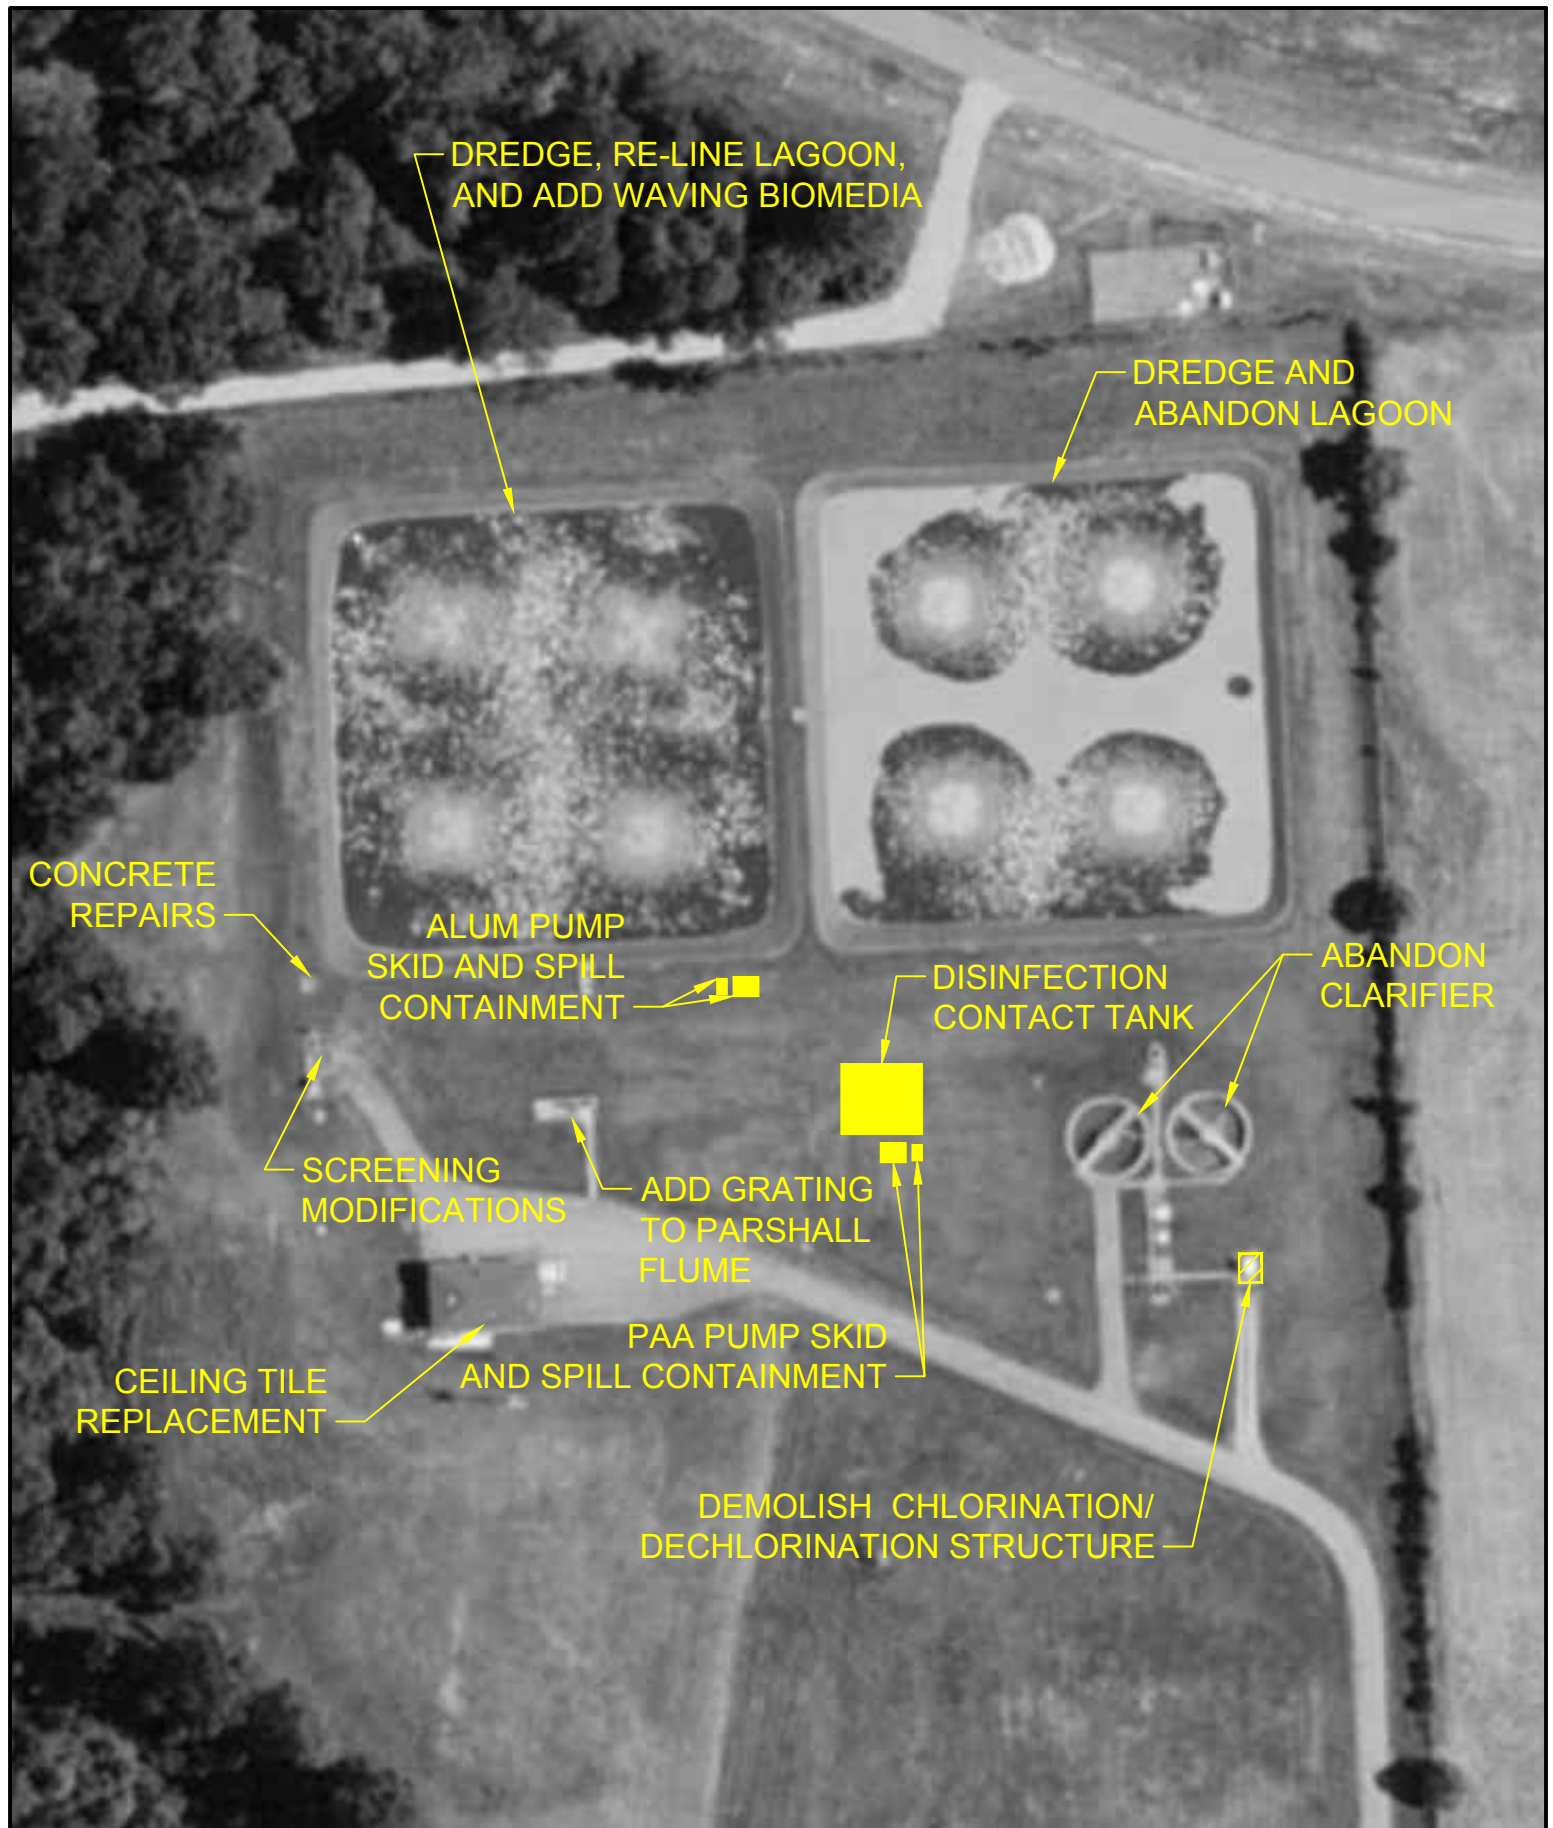 DREDGE, RE-LINE LAGOON,
AND ADD WAVING BIOMEDIA
DREDGE AND
ABANDON LAGOON
CONCRETE
REPAIRS
ALUM PUMP
SKID AND SPILL
CONTAINMENT
DISINFECTION
CONTACT TANK
ABANDON
CLARIFIER
SCREENING
MODIFICATIONS
ADD GRATING
TO PARSHALL
FLUME
PAA PUMP SKID
AND SPILL CONTAINMENT
CEILING TILE
REPLACEMENT
DEMOLISH CHLORINATION/
DECHLORINATION STRUCTURE